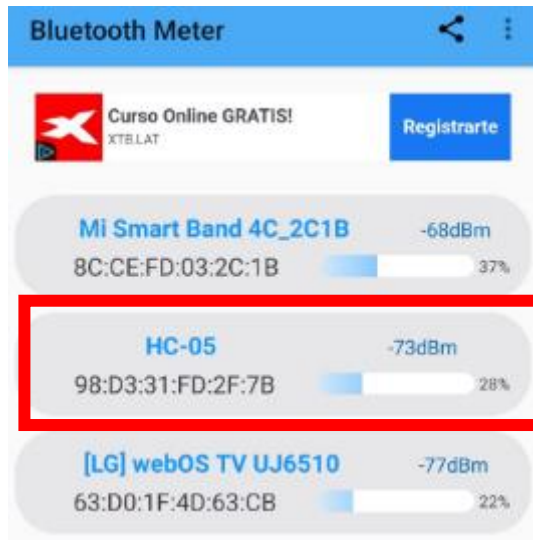 Bluetooth Meter
Curso Online GRATIS!
XTB.LAT
Registrarte
Mi Smart Band 4C_2C1B -68dBm
8C:CE:FD:03:2C:1B 37%
HC-05 -73dBm
98:D3:31:FD:2F:7B 28%
[LG] webOS TV UJ6510 -77dBm
63:D0:1F:4D:63:CB 22%